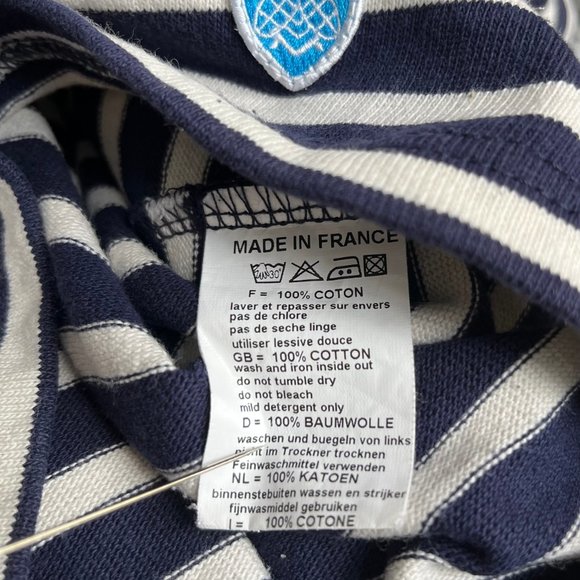 MADE IN FRANCE
30°
F = 100% COTON
laver et repasser sur envers
pas de chlore
pas de seche linge
utiliser lessive douce
GB = 100% COTTON
wash and iron inside out
do not tumble dry
do not bleach
mild detergent only
D = 100% BAUMWOLLE
waschen und buegeln von links
nicht im Trockner trocknen
Feinwaschmittel verwenden
NL = 100% KATOEN
binnenstebuiten wassen en strijker
fijnwasmiddel gebruiken
I = 100% COTONE